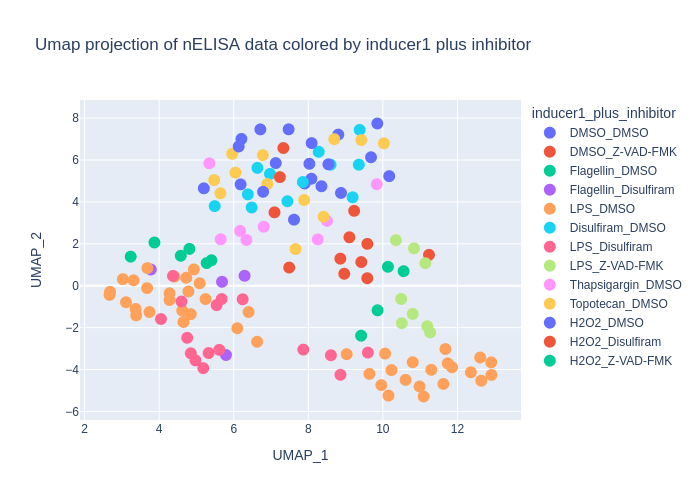 Umap projection of nELISA data colored by inducer1 plus inhibitor
inducer1_plus_inhibitor
DMSO_DMSO
DMSO_Z-VAD-FMK
Flagellin_DMSO
Flagellin_Disulfiram
LPS_DMSO
Disulfiram_DMSO
LPS_Disulfiram
LPS_Z-VAD-FMK
Thapsigargin_DMSO
Topotecan_DMSO
H2O2_DMSO
H2O2_Disulfiram
H2O2_Z-VAD-FMK
UMAP_2
8
6
4
2
0
−2
−4
−6
2 4 6 8 10 12
UMAP_1